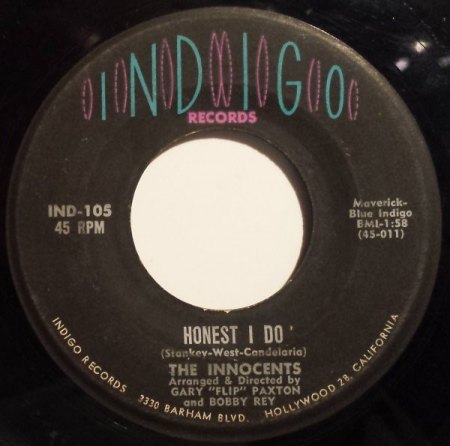 INDIGO
RECORDS
IND-105
45 RPM
Maverick-
Blue Indigo
BMI-1:58
(45-011)
HONEST I DO
(Stankey-West-Candelaria)
THE INNOCENTS
Arranged & Directed by
GARY "FLIP" PAXTON
and BOBBY REY
INDIGO RECORDS 3330 BARHAM BLVD. HOLLYWOOD 28, CALIFORNIA